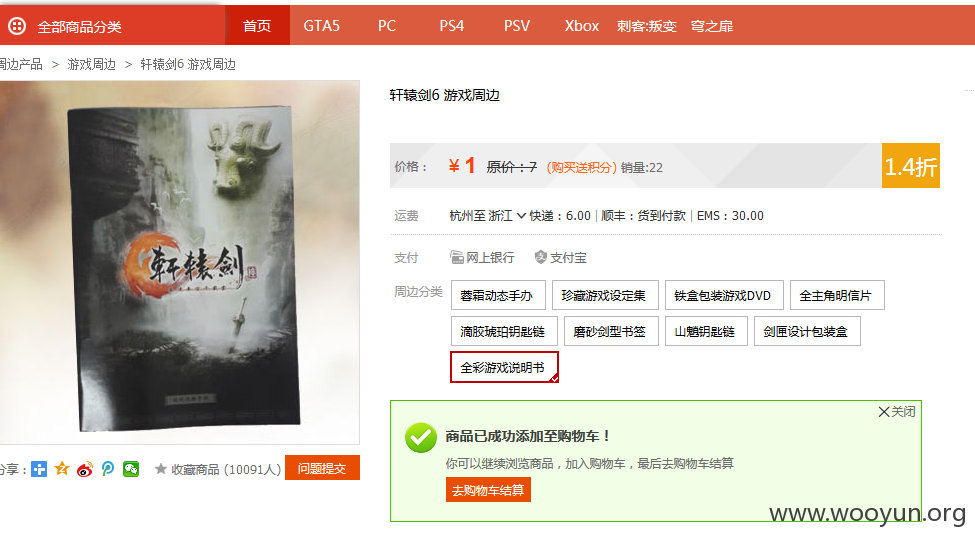 全部商品分类 首页 GTA5 PC PS4 PSV Xbox 刺客:叛变 穹之扉
周边产品 > 游戏周边 > 轩辕剑6 游戏周边
轩辕剑6 游戏周边
价格： ¥ 1 原价：7 (购买送积分) 销量:22 1.4折
运费 杭州至 浙江 快递：6.00 | 顺丰：货到付款 | EMS：30.00
支付 网上银行 支付宝
周边分类 蓉霜动态手办 珍藏游戏设定集 铁盒包装游戏DVD 全主角明信片
滴胶琥珀钥匙链 磨砂剑型书签 山魈钥匙链 剑匣设计包装盒
全彩游戏说明书
軒轅劍
关闭
商品已成功添加至购物车！
你可以继续浏览商品，加入购物车，最后去购物车结算
去购物车结算
分享： 收藏商品 (10091人) 问题提交
www.wooyun.org